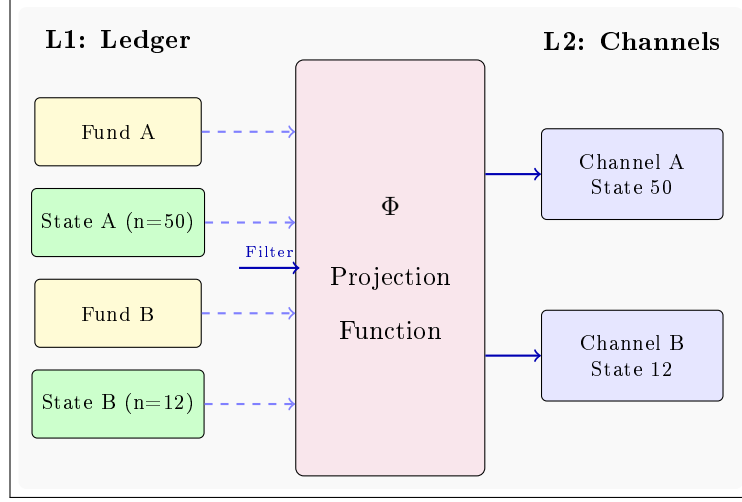 L1: Ledger
Fund A
State A (n=50)
Filter
Fund B
State B (n=12)
Φ
Projection
Function
L2: Channels
Channel A
State 50
Channel B
State 12